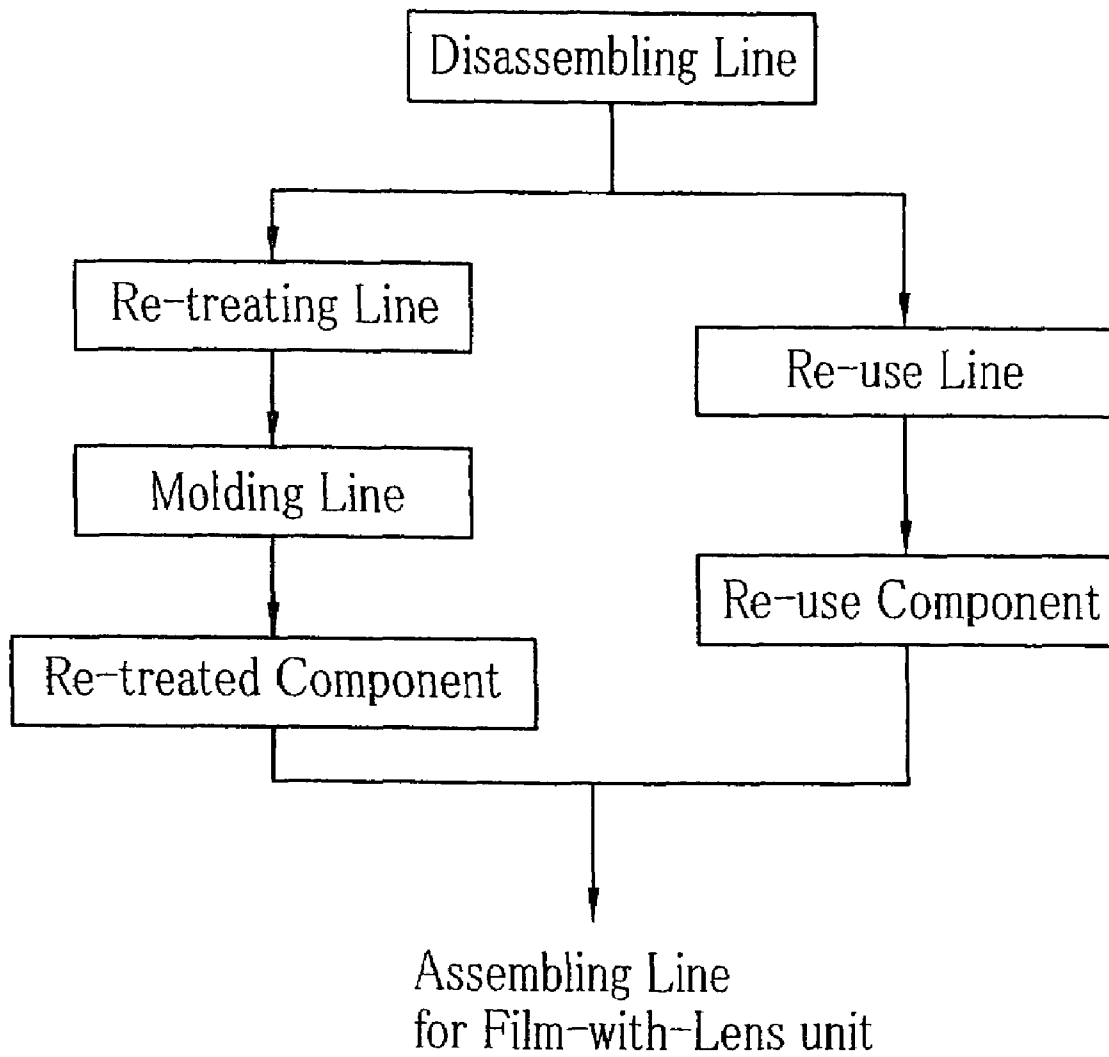 Disassembling Line
Re-treating Line
Re-use Line
Molding Line
Re-use Component
Re-treated Component
Assembling Line
for Film-with-Lens unit